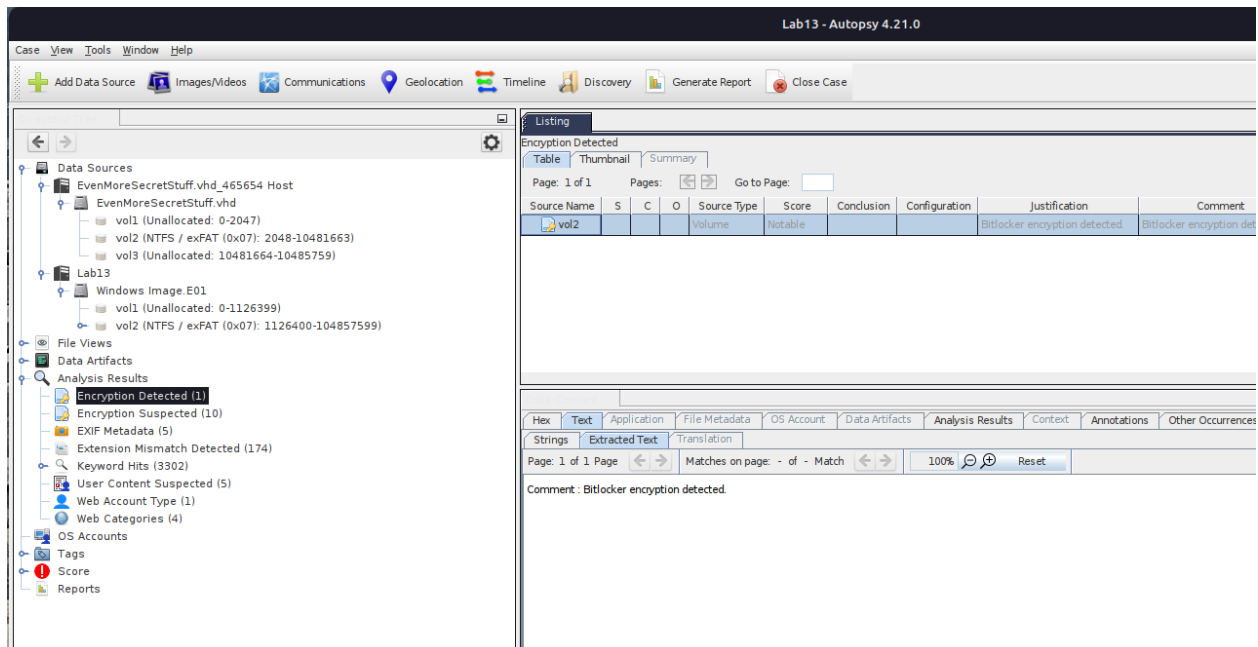 Lab13 - Autopsy 4.21.0
Case View Tools Window Help
Add Data Source Images/Videos Communications Geolocation Timeline Discovery Generate Report Close Case
Data Sources
EvenMoreSecretStuff.vhd_465654 Host
EvenMoreSecretStuff.vhd
vol1 (Unallocated: 0-2047)
vol2 (NTFS / exFAT (0x07): 2048-10481663)
vol3 (Unallocated: 10481664-10485759)
Lab13
Windows Image.E01
vol1 (Unallocated: 0-1126399)
vol2 (NTFS / exFAT (0x07): 1126400-104857599)
File Views
Data Artifacts
Analysis Results
Encryption Detected (1)
Encryption Suspected (10)
EXIF Metadata (5)
Extension Mismatch Detected (174)
Keyword Hits (3302)
User Content Suspected (5)
Web Account Type (1)
Web Categories (4)
OS Accounts
Tags
Score
Reports
Listing
Encryption Detected
Table Thumbnail Summary
Page: 1 of 1 Pages: Go to Page:
Source Name S C O Source Type Score Conclusion Configuration Justification Comment
vol2 Volume Notable Bitlocker encryption detected. Bitlocker encryption det
Hex Text Application File Metadata OS Account Data Artifacts Analysis Results Context Annotations Other Occurrences
Strings Extracted Text Translation
Page: 1 of 1 Page Matches on page: - of - Match 100% Reset
Comment : Bitlocker encryption detected.